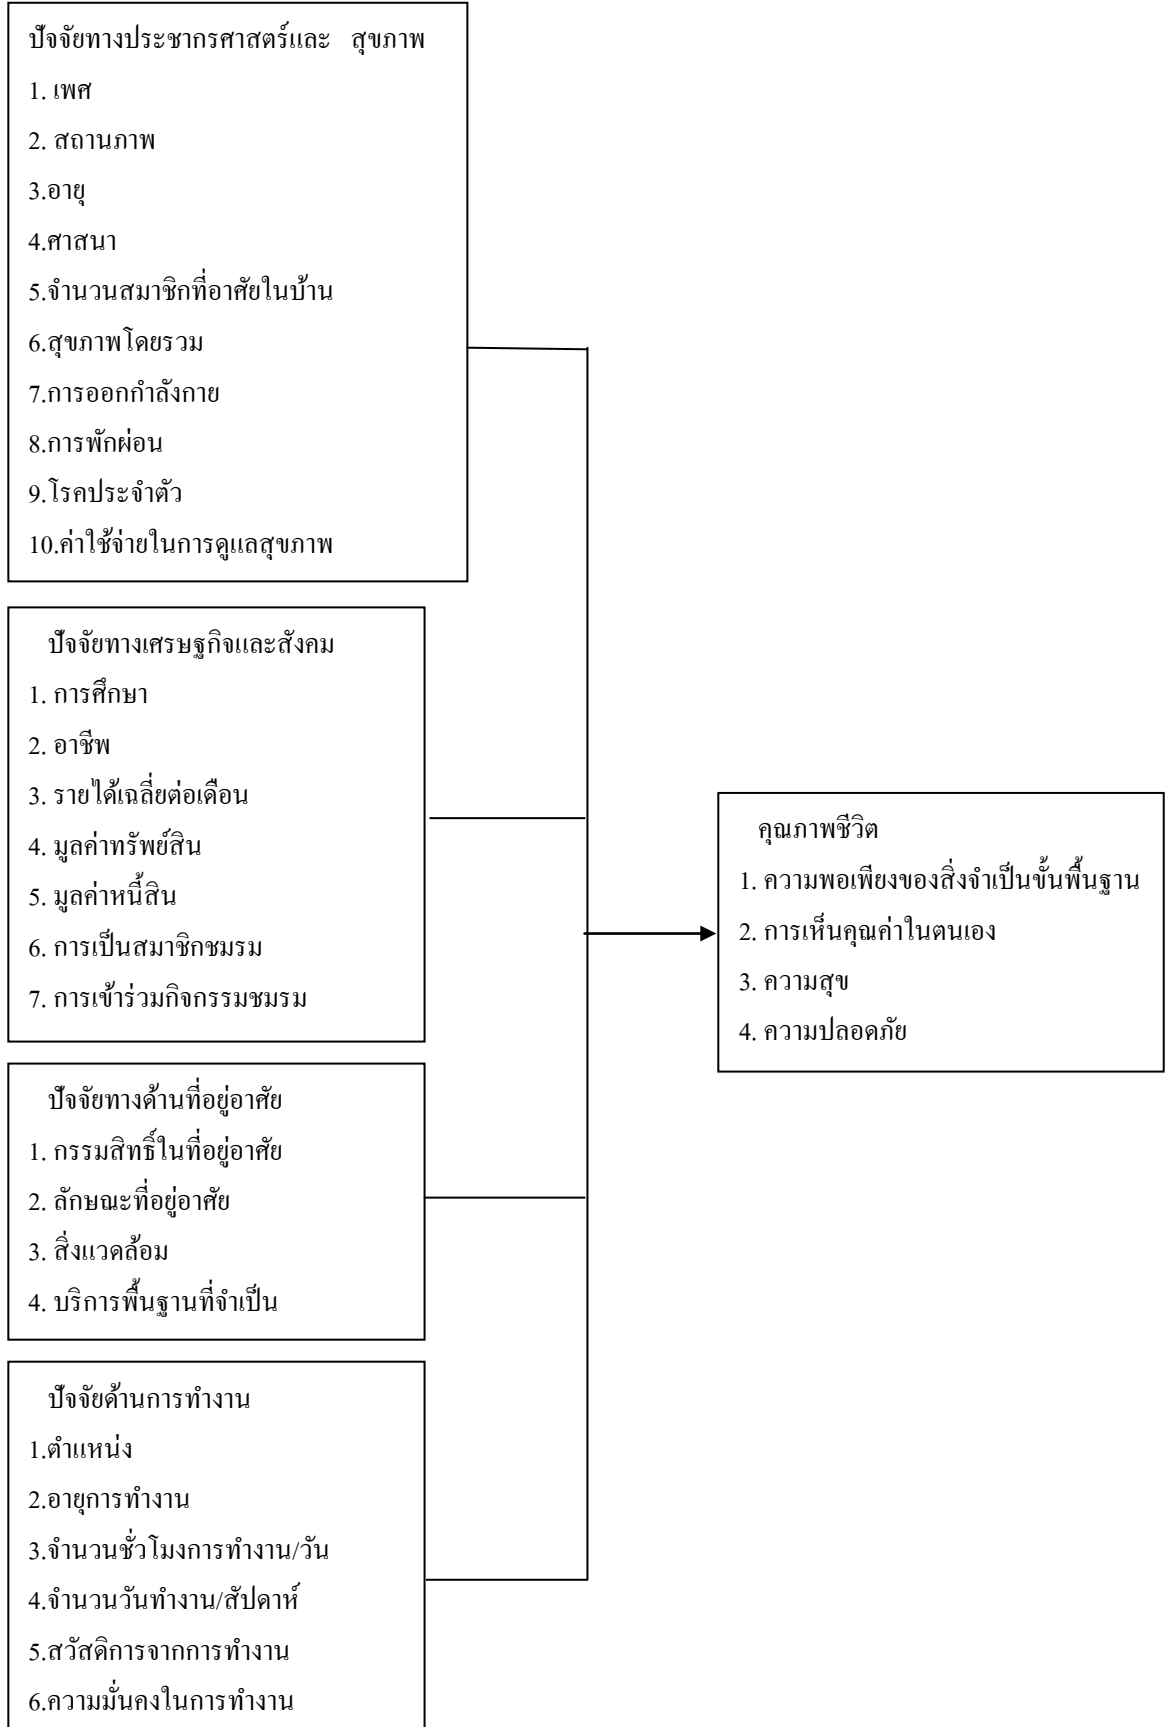 ปัจจัยทางประชากรศาสตร์และ สุขภาพ
1. เพศ
2. สถานภาพ
3.อายุ
4.ศาสนา
5.จำนวนสมาชิกที่อาศัยในบ้าน
6.สุขภาพโดยรวม
7.การออกกำลังกาย
8.การพักผ่อน
9.โรคประจำตัว
10.ค่าใช้จ่ายในการดูแลสุขภาพ
ปัจจัยทางเศรษฐกิจและสังคม
1. การศึกษา
2. อาชีพ
3. รายได้เฉลี่ยต่อเดือน
4. มูลค่าทรัพย์สิน
5. มูลค่าหนี้สิน
6. การเป็นสมาชิกชมรม
7. การเข้าร่วมกิจกรรมชมรม
ปัจจัยทางด้านที่อยู่อาศัย
1. กรรมสิทธิ์ในที่อยู่อาศัย
2. ลักษณะที่อยู่อาศัย
3. สิ่งแวดล้อม
4. บริการพื้นฐานที่จำเป็น
ปัจจัยด้านการทำงาน
1.ตำแหน่ง
2.อายุการทำงาน
3.จำนวนชั่วโมงการทำงาน/วัน
4.จำนวนวันทำงาน/สัปดาห์
5.สวัสดิการจากการทำงาน
6.ความมั่นคงในการทำงาน
คุณภาพชีวิต
1. ความพอเพียงของสิ่งจำเป็นขั้นพื้นฐาน
2. การเห็นคุณค่าในตนเอง
3. ความสุข
4. ความปลอดภัย